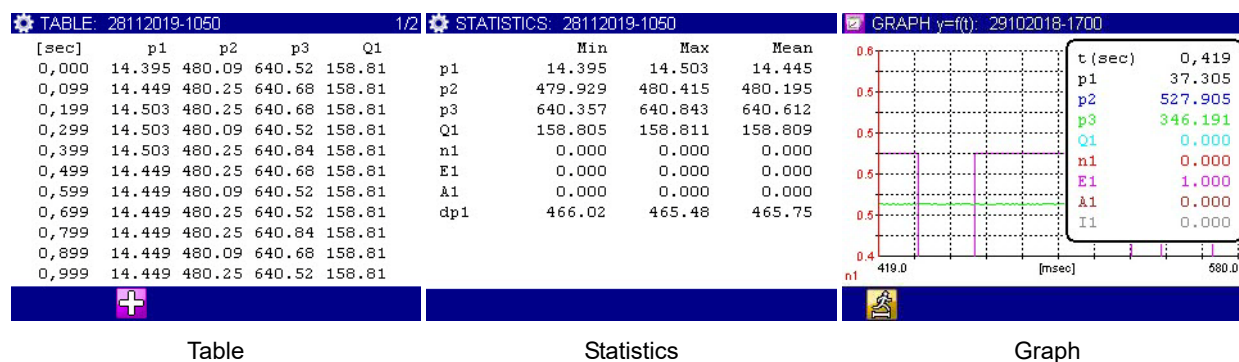 TABLE: 28112019-1050 1/2
[sec] p1 p2 p3 Q1
0,000 14.395 480.09 640.52 158.81
0,099 14.449 480.25 640.68 158.81
0,199 14.503 480.25 640.68 158.81
0,299 14.503 480.09 640.52 158.81
0,399 14.503 480.25 640.84 158.81
0,499 14.449 480.25 640.68 158.81
0,599 14.449 480.09 640.52 158.81
0,699 14.449 480.25 640.52 158.81
0,799 14.449 480.25 640.84 158.81
0,899 14.449 480.09 640.68 158.81
0,999 14.449 480.25 640.52 158.81
Table
STATISTICS: 28112019-1050
Min Max Mean
p1 14.395 14.503 14.445
p2 479.929 480.415 480.195
p3 640.357 640.843 640.612
Q1 158.805 158.811 158.809
n1 0.000 0.000 0.000
E1 0.000 0.000 0.000
A1 0.000 0.000 0.000
dp1 466.02 465.48 465.75
Statistics
GRAPH y=f(t): 29102018-1700
0.6
0.5
0.5
0.5
0.5
0.4
n1
419.0 [msec] 580.0
t(sec) 0,419
p1 37.305
p2 527.905
p3 346.191
Q1 0.000
n1 0.000
E1 1.000
A1 0.000
I1 0.000
Graph